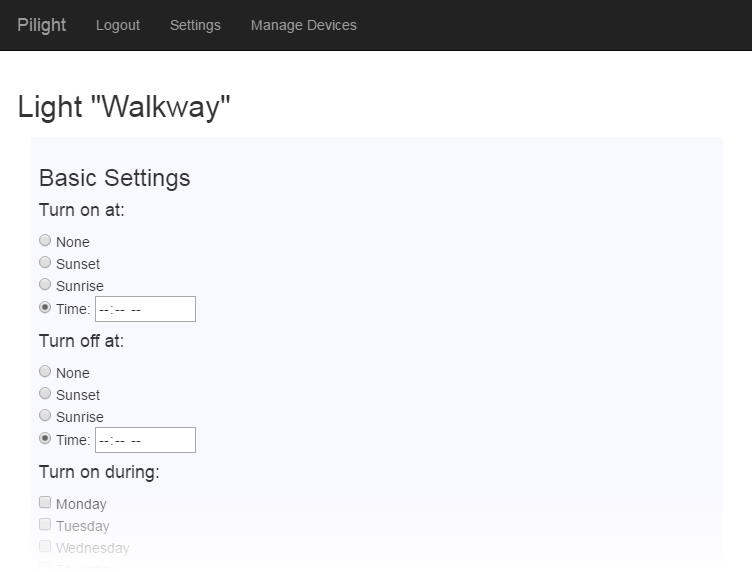 Pilight Logout Settings Manage Devices
Light "Walkway"
Basic Settings
Turn on at:
None
Sunset
Sunrise
Time: --:-- --
Turn off at:
None
Sunset
Sunrise
Time: --:-- --
Turn on during:
Monday
Tuesday
Wednesday